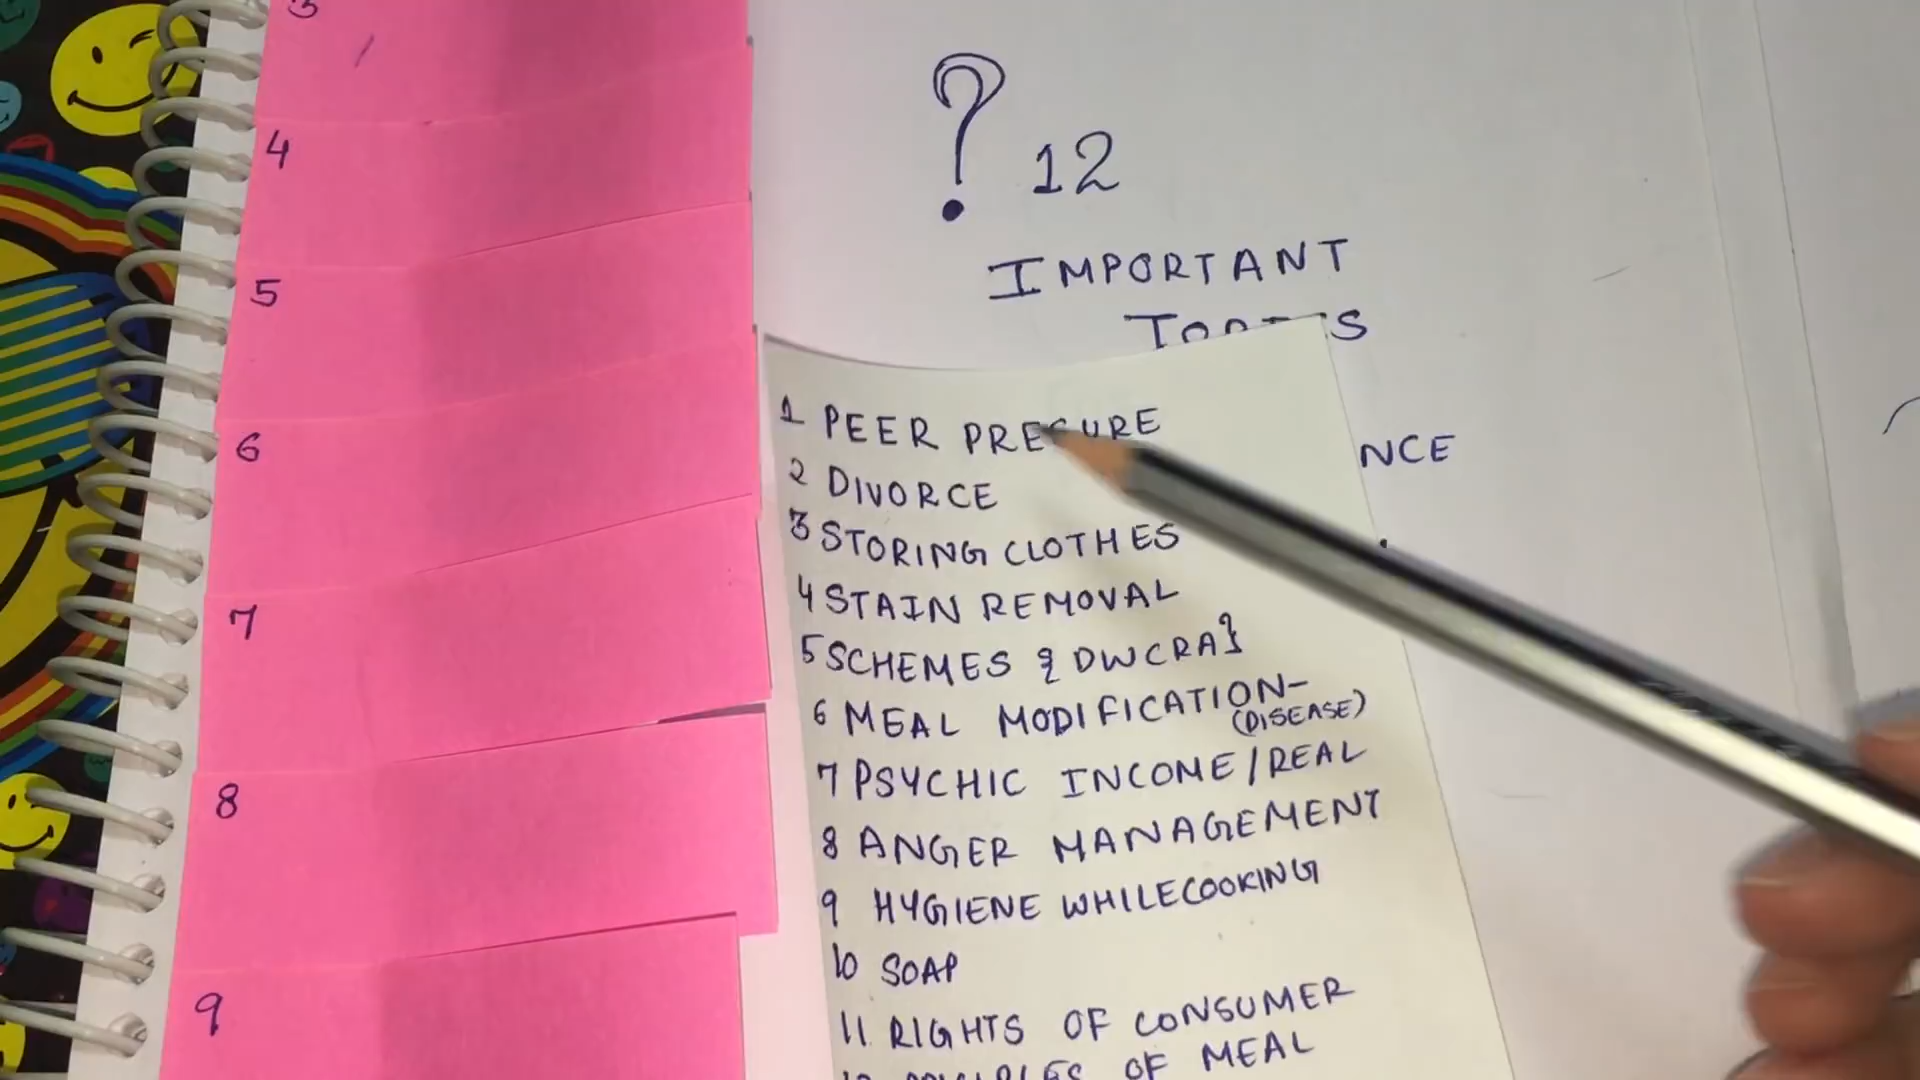 3
4
5
6
7
8
9
? 12
IMPORTANT
NCE
1 PEER PRESURE
2 DIVORCE
3 STORING CLOTHES
4 STAIN REMOVAL
5 SCHEMES { DWCRA}
6 MEAL MODIFICATION-
(DISEASE)
7 PSYCHIC INCOME/REAL
8 ANGER MANAGEMENT
9 HYGIENE WHILE COOKING
10 SOAP
11 RIGHTS OF CONSUMER
OF MEAL